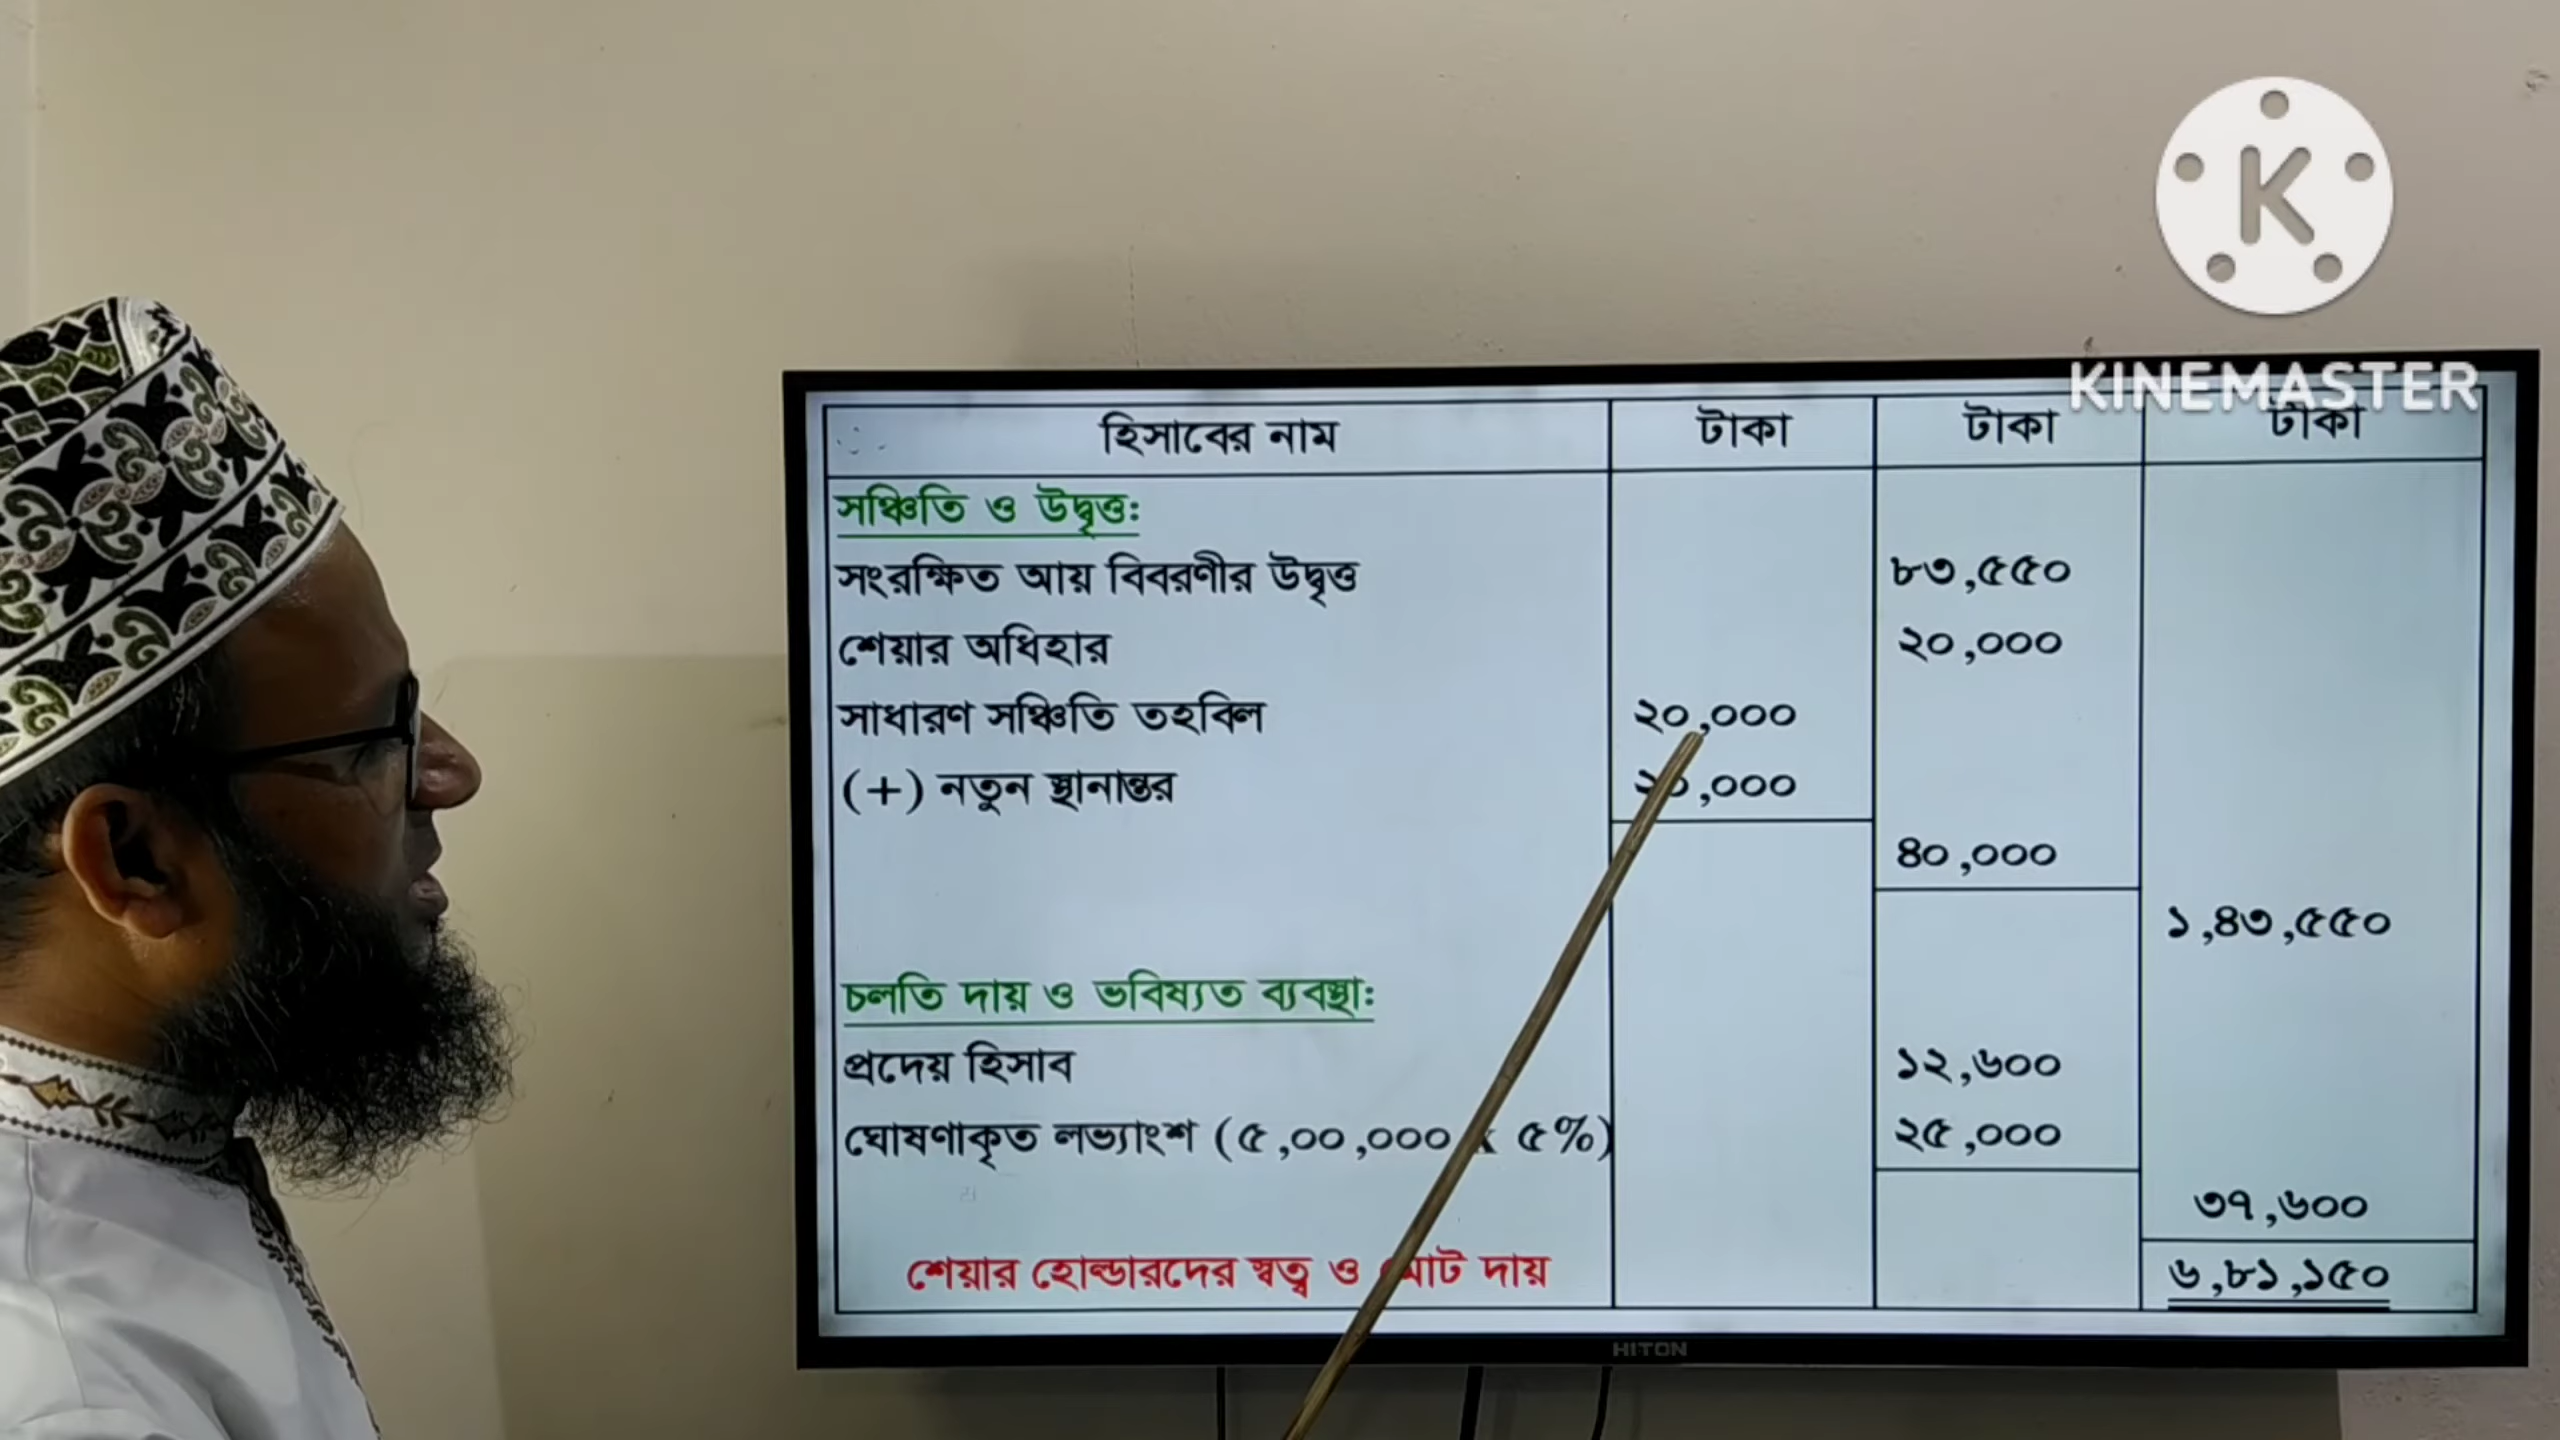 K
KINEMASTER
হিসাবের নাম টাকা টাকা টাকা
সঞ্চিতি ও উদ্বৃত্ত:
সংরক্ষিত আয় বিবরণীর উদ্বৃত্ত ৮৩,৫৫০
শেয়ার অধিহার ২০,০০০
সাধারণ সঞ্চিতি তহবিল ২০,০০০
(+) নতুন স্থানান্তর ২০,০০০
৪০,০০০
১,৪৩,৫৫০
চলতি দায় ও ভবিষ্যত ব্যবস্থা:
প্রদেয় হিসাব ১২,৬০০
ঘোষণাকৃত লভ্যাংশ (৫,০০,০০০ x ৫%) ২৫,০০০
৩৭,৬০০
শেয়ার হোল্ডারদের স্বত্ব ও মোট দায় ৬,৮১,১৫০
HITON